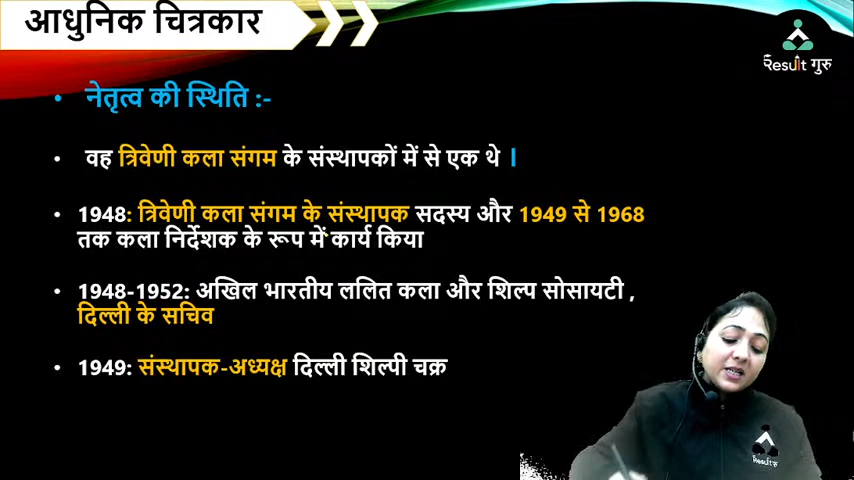 आधुनिक चित्रकार
Result गुरु
• नेतृत्व की स्थिति :-
• वह त्रिवेणी कला संगम के संस्थापकों में से एक थे ।
• 1948: त्रिवेणी कला संगम के संस्थापक सदस्य और 1949 से 1968
तक कला निर्देशक के रूप में कार्य किया
• 1948-1952: अखिल भारतीय ललित कला और शिल्प सोसायटी ,
दिल्ली के सचिव
• 1949: संस्थापक-अध्यक्ष दिल्ली शिल्पी चक्र
Result गुरु